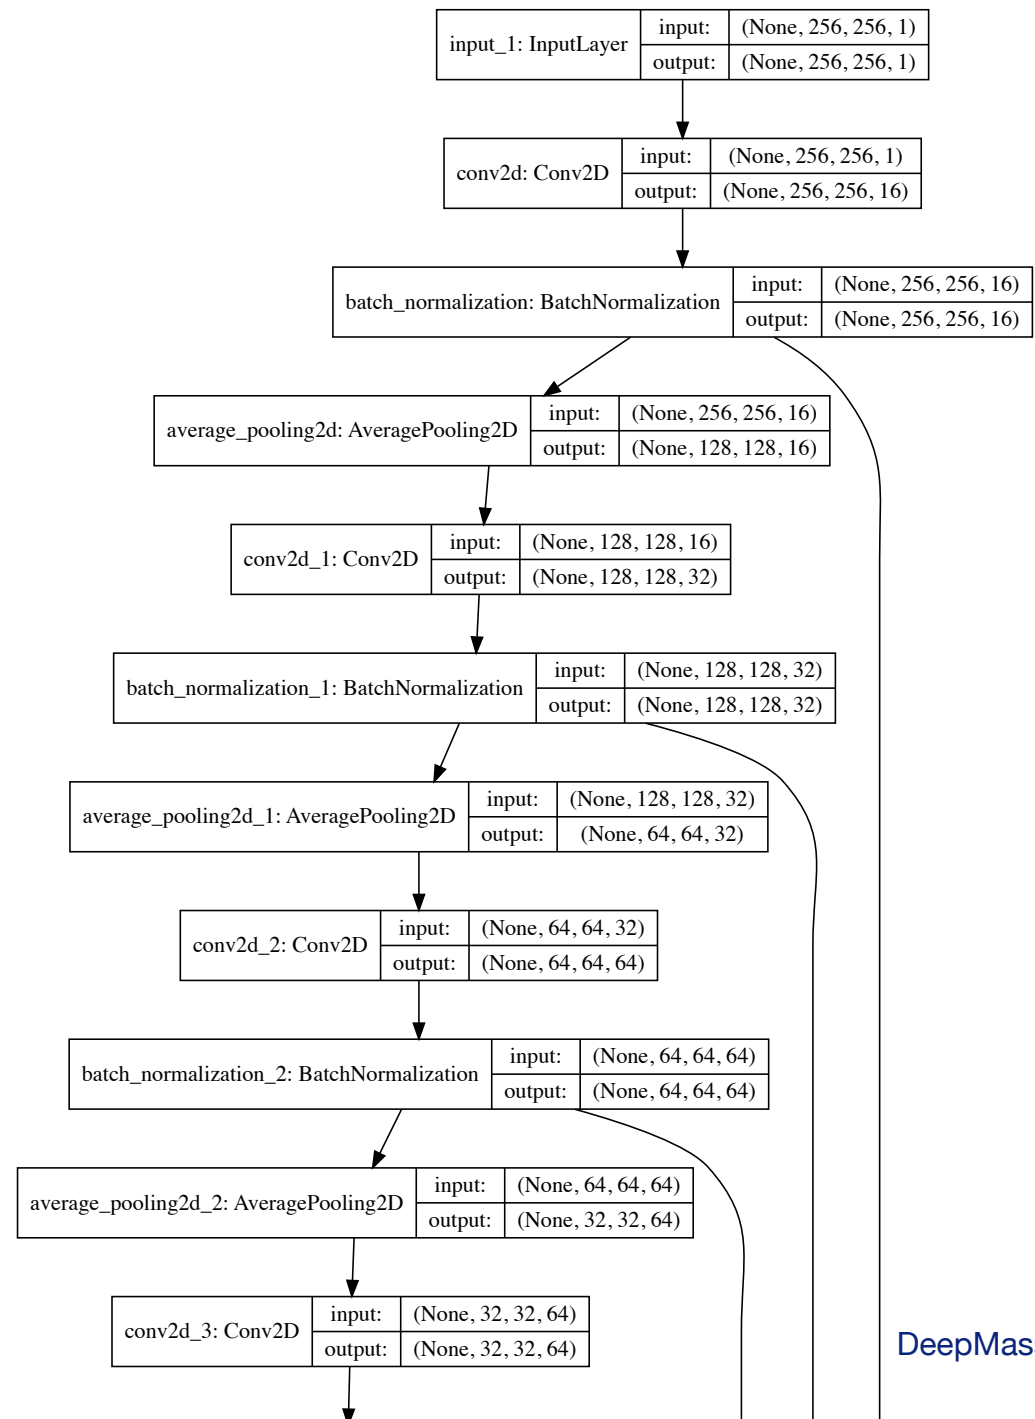 input_1: InputLayer
input: (None, 256, 256, 1)
output: (None, 256, 256, 1)
conv2d: Conv2D
input: (None, 256, 256, 1)
output: (None, 256, 256, 16)
batch_normalization: BatchNormalization
input: (None, 256, 256, 16)
output: (None, 256, 256, 16)
average_pooling2d: AveragePooling2D
input: (None, 256, 256, 16)
output: (None, 128, 128, 16)
conv2d_1: Conv2D
input: (None, 128, 128, 16)
output: (None, 128, 128, 32)
batch_normalization_1: BatchNormalization
input: (None, 128, 128, 32)
output: (None, 128, 128, 32)
average_pooling2d_1: AveragePooling2D
input: (None, 128, 128, 32)
output: (None, 64, 64, 32)
conv2d_2: Conv2D
input: (None, 64, 64, 32)
output: (None, 64, 64, 64)
batch_normalization_2: BatchNormalization
input: (None, 64, 64, 64)
output: (None, 64, 64, 64)
average_pooling2d_2: AveragePooling2D
input: (None, 64, 64, 64)
output: (None, 32, 32, 64)
conv2d_3: Conv2D
input: (None, 32, 32, 64)
output: (None, 32, 32, 64)
DeepMas